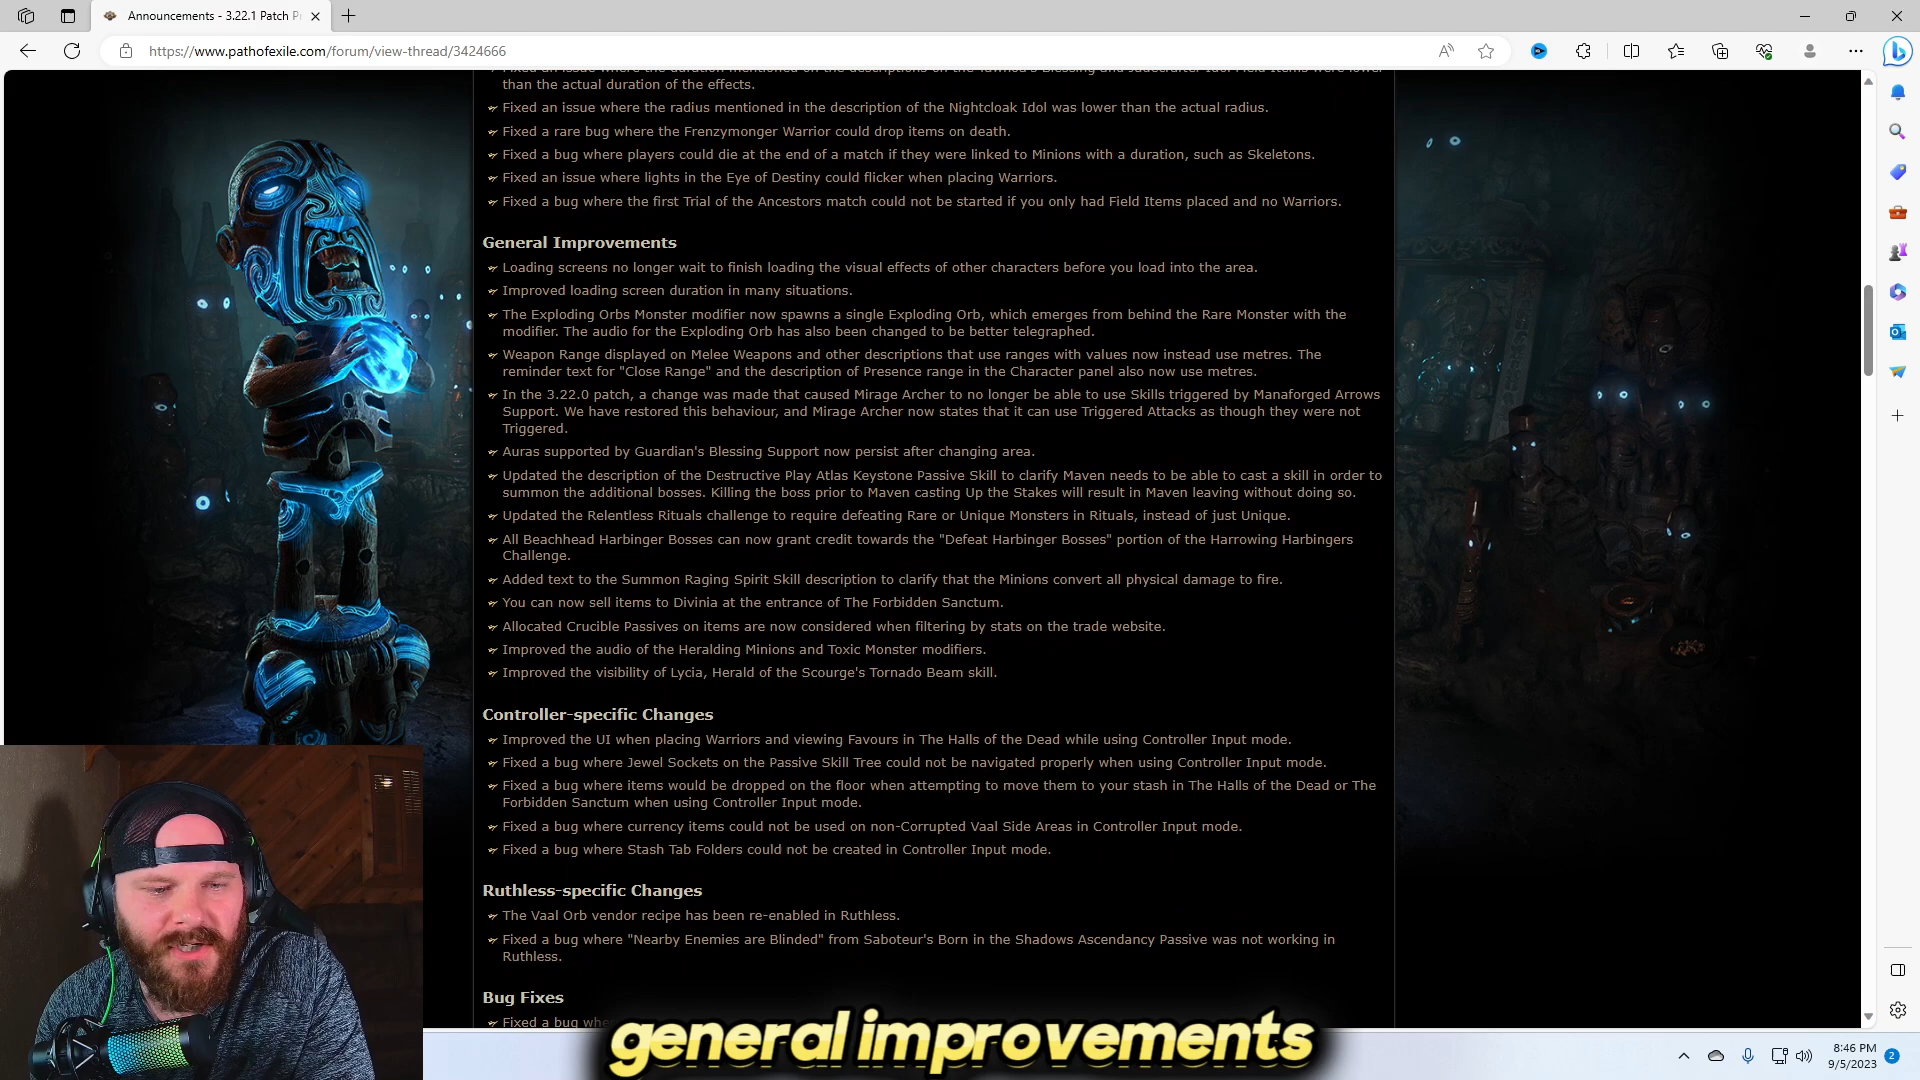 Announcements - 3.22.1 Patch P
https://www.pathofexile.com/forum/view-thread/3424666
than the actual duration of the effects.
Fixed an issue where the radius mentioned in the description of the Nightcloak Idol was lower than the actual radius.
Fixed a rare bug where the Frenzymonger Warrior could drop items on death.
Fixed a bug where players could die at the end of a match if they were linked to Minions with a duration, such as Skeletons.
Fixed an issue where lights in the Eye of Destiny could flicker when placing Warriors.
Fixed a bug where the first Trial of the Ancestors match could not be started if you only had Field Items placed and no Warriors.
General Improvements
Loading screens no longer wait to finish loading the visual effects of other characters before you load into the area.
Improved loading screen duration in many situations.
The Exploding Orbs Monster modifier now spawns a single Exploding Orb, which emerges from behind the Rare Monster with the
modifier. The audio for the Exploding Orb has also been changed to be better telegraphed.
Weapon Range displayed on Melee Weapons and other descriptions that use ranges with values now instead use metres. The
reminder text for "Close Range" and the description of Presence range in the Character panel also now use metres.
In the 3.22.0 patch, a change was made that caused Mirage Archer to no longer be able to use Skills triggered by Manaforged Arrows
Support. We have restored this behaviour, and Mirage Archer now states that it can use Triggered Attacks as though they were not
Triggered.
Auras supported by Guardian's Blessing Support now persist after changing area.
Updated the description of the Destructive Play Atlas Keystone Passive Skill to clarify Maven needs to be able to cast a skill in order to
summon the additional bosses. Killing the boss prior to Maven casting Up the Stakes will result in Maven leaving without doing so.
Updated the Relentless Rituals challenge to require defeating Rare or Unique Monsters in Rituals, instead of just Unique.
All Beachhead Harbinger Bosses can now grant credit towards the "Defeat Harbinger Bosses" portion of the Harrowing Harbingers
Challenge.
Added text to the Summon Raging Spirit Skill description to clarify that the Minions convert all physical damage to fire.
You can now sell items to Divinia at the entrance of The Forbidden Sanctum.
Allocated Crucible Passives on items are now considered when filtering by stats on the trade website.
Improved the audio of the Heralding Minions and Toxic Monster modifiers.
Improved the visibility of Lycia, Herald of the Scourge's Tornado Beam skill.
Controller-specific Changes
Improved the UI when placing Warriors and viewing Favours in The Halls of the Dead while using Controller Input mode.
Fixed a bug where Jewel Sockets on the Passive Skill Tree could not be navigated properly when using Controller Input mode.
Fixed a bug where items would be dropped on the floor when attempting to move them to your stash in The Halls of the Dead or The
Forbidden Sanctum when using Controller Input mode.
Fixed a bug where currency items could not be used on non-Corrupted Vaal Side Areas in Controller Input mode.
Fixed a bug where Stash Tab Folders could not be created in Controller Input mode.
Ruthless-specific Changes
The Vaal Orb vendor recipe has been re-enabled in Ruthless.
Fixed a bug where "Nearby Enemies are Blinded" from Saboteur's Born in the Shadows Ascendancy Passive was not working in
Ruthless.
Bug Fixes
Fixed a bug
general improvements
8:46 PM
9/5/2023
2